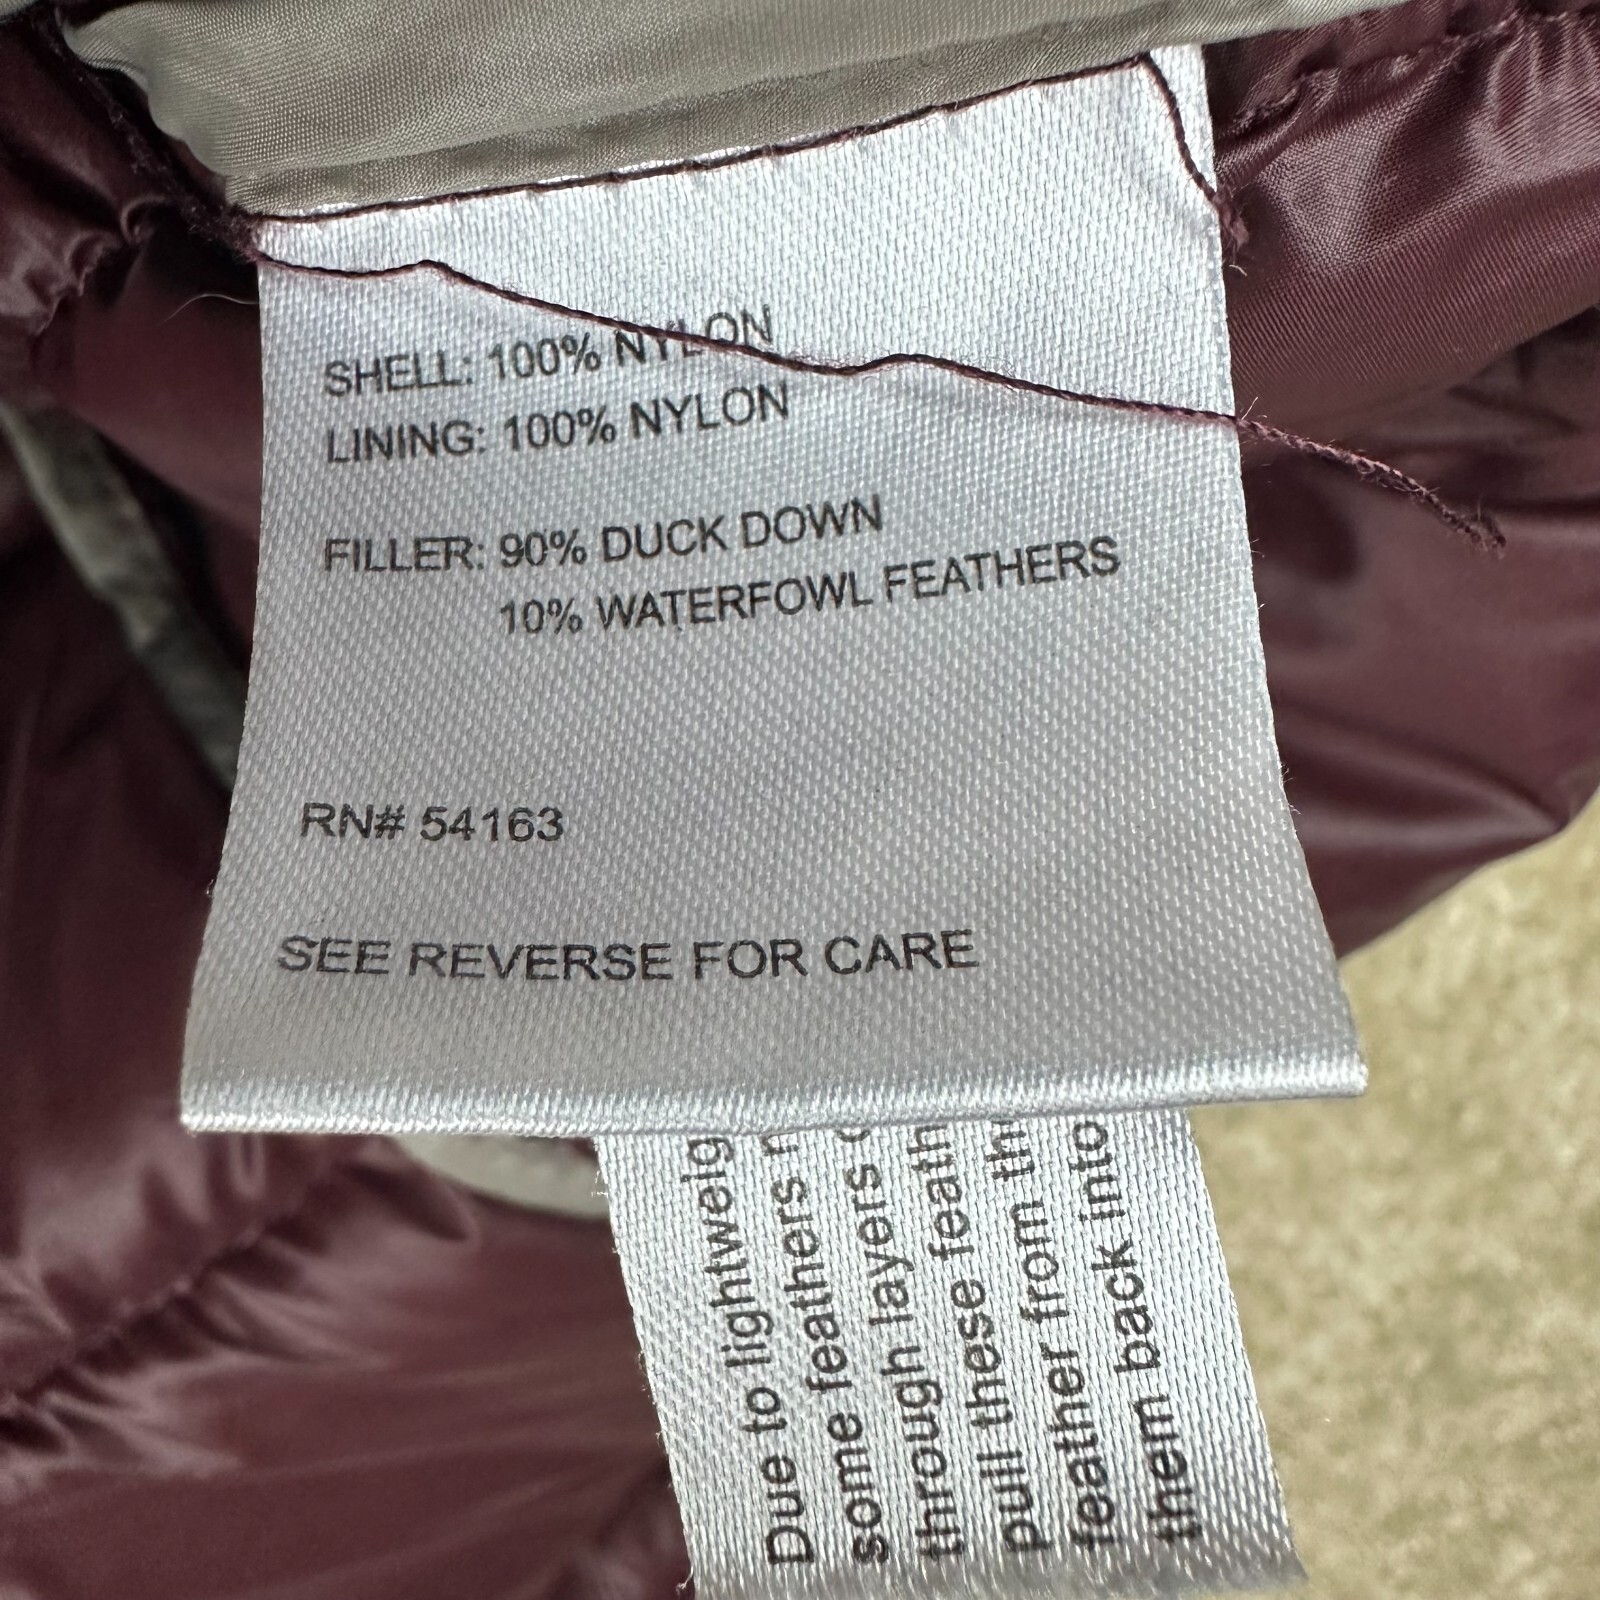 SHELL: 100% NYLON
LINING: 100% NYLON
FILLER: 90% DUCK DOWN
10% WATERFOWL FEATHERS
RN# 54163
SEE REVERSE FOR CARE
Due to
some feathers
through layers
pull these
feather from
them back into